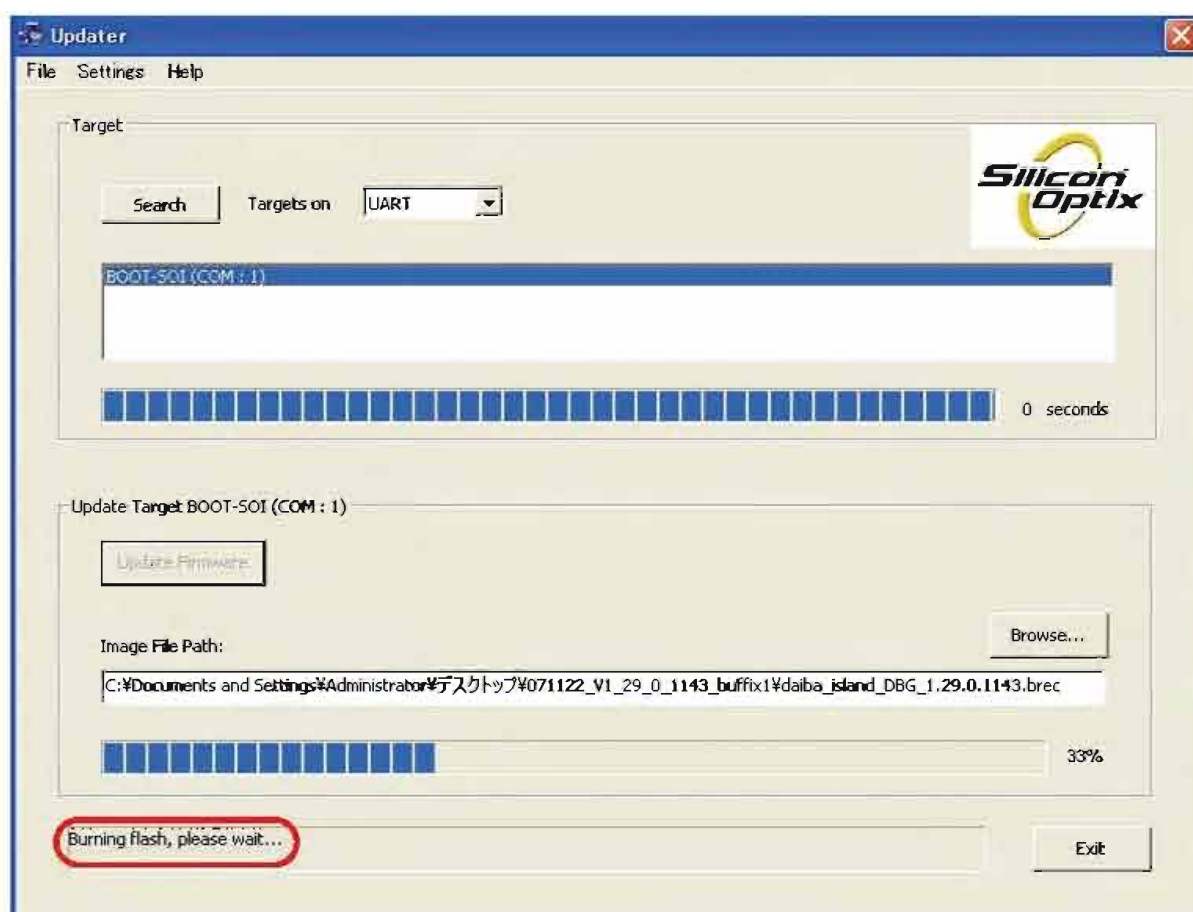 Updater
File Settings Help
Target
Silicon
Optix
Search Targets on UART
BOOT-SOI (COM : 1)
0 seconds
Update Target BOOT-SOI (COM : 1)
Update Firmware
Browse...
Image File Path:
C:¥Documents and Settings¥Administrator¥デスクトップ¥071122_V1_29_0_1143_buffix1¥daiba_island_DBG_1.29.0.1143.brec
33%
Burning flash, please wait...
Exit